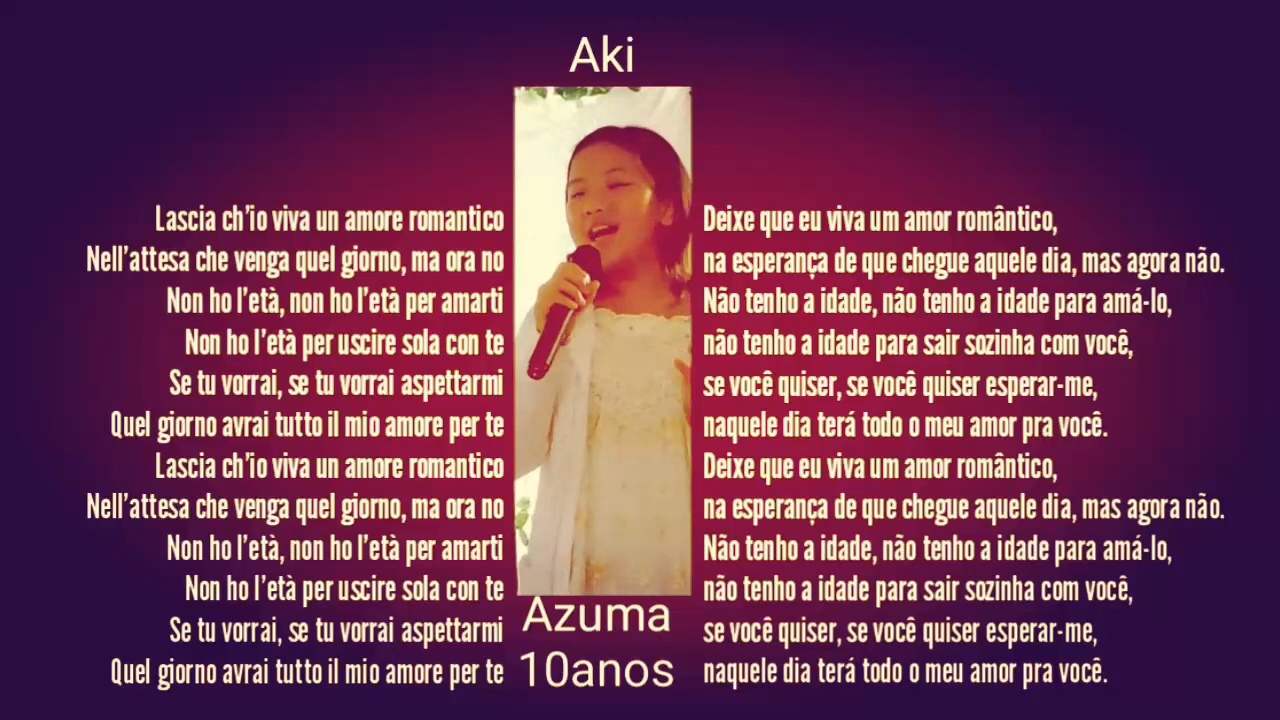 Aki
Lascia ch'io viva un amore romantico
Nell'attesa che venga quel giorno, ma ora no
Non ho l'età, non ho l'età per amarti
Non ho l'età per uscire sola con te
Se tu vorrai, se tu vorrai aspettarmi
Quel giorno avrai tutto il mio amore per te
Lascia ch'io viva un amore romantico
Nell'attesa che venga quel giorno, ma ora no
Non ho l'età, non ho l'età per amarti
Non ho l'età per uscire sola con te
Se tu vorrai, se tu vorrai aspettarmi
Quel giorno avrai tutto il mio amore per te
Deixe que eu viva um amor romântico,
na esperança de que chegue aquele dia, mas agora não.
Não tenho a idade, não tenho a idade para amá-lo,
não tenho a idade para sair sozinha com você,
se você quiser, se você quiser esperar-me,
naquele dia terá todo o meu amor pra você.
Deixe que eu viva um amor romântico,
na esperança de que chegue aquele dia, mas agora não.
Não tenho a idade, não tenho a idade para amá-lo,
não tenho a idade para sair sozinha com você,
se você quiser, se você quiser esperar-me,
naquele dia terá todo o meu amor pra você.
Azuma
10anos